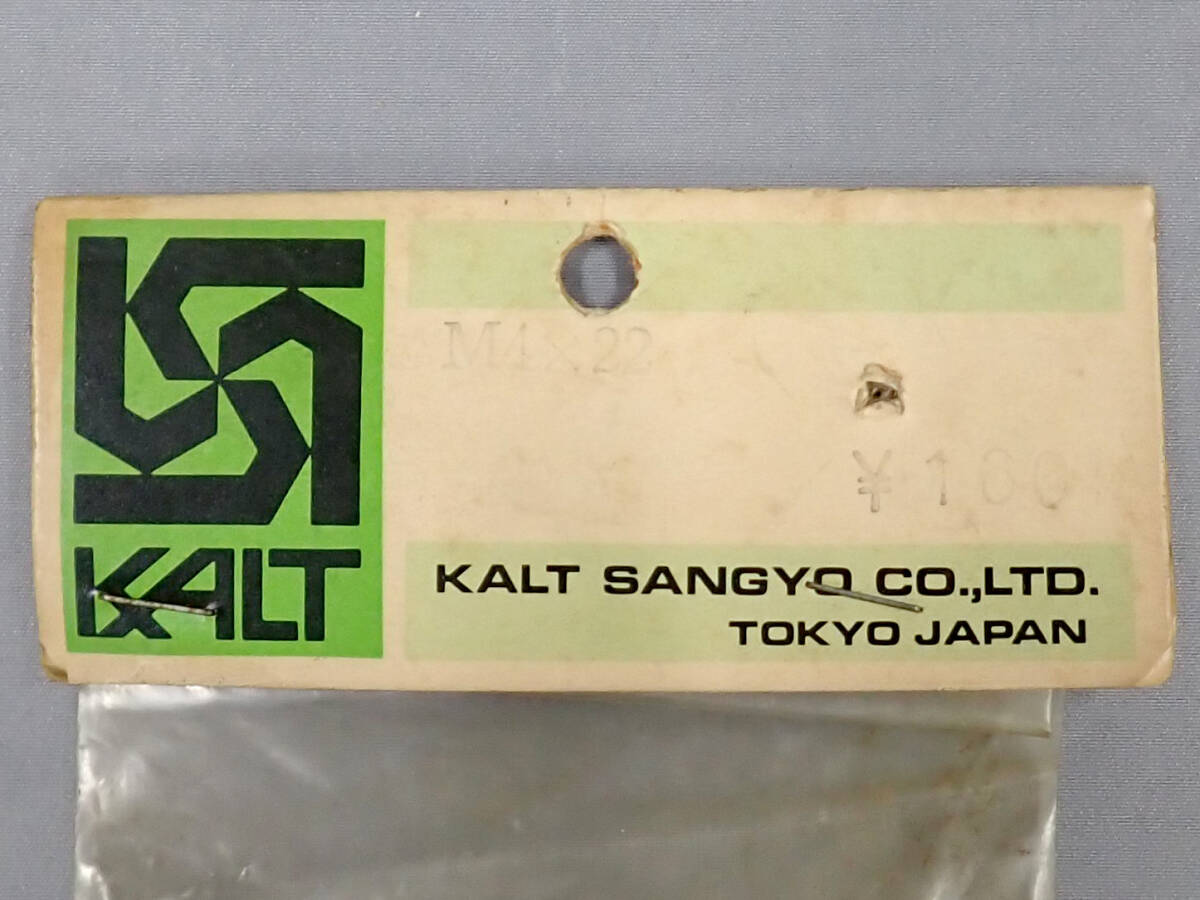 M4×22
¥100
KALT
KALT SANGYO CO.,LTD.
TOKYO JAPAN